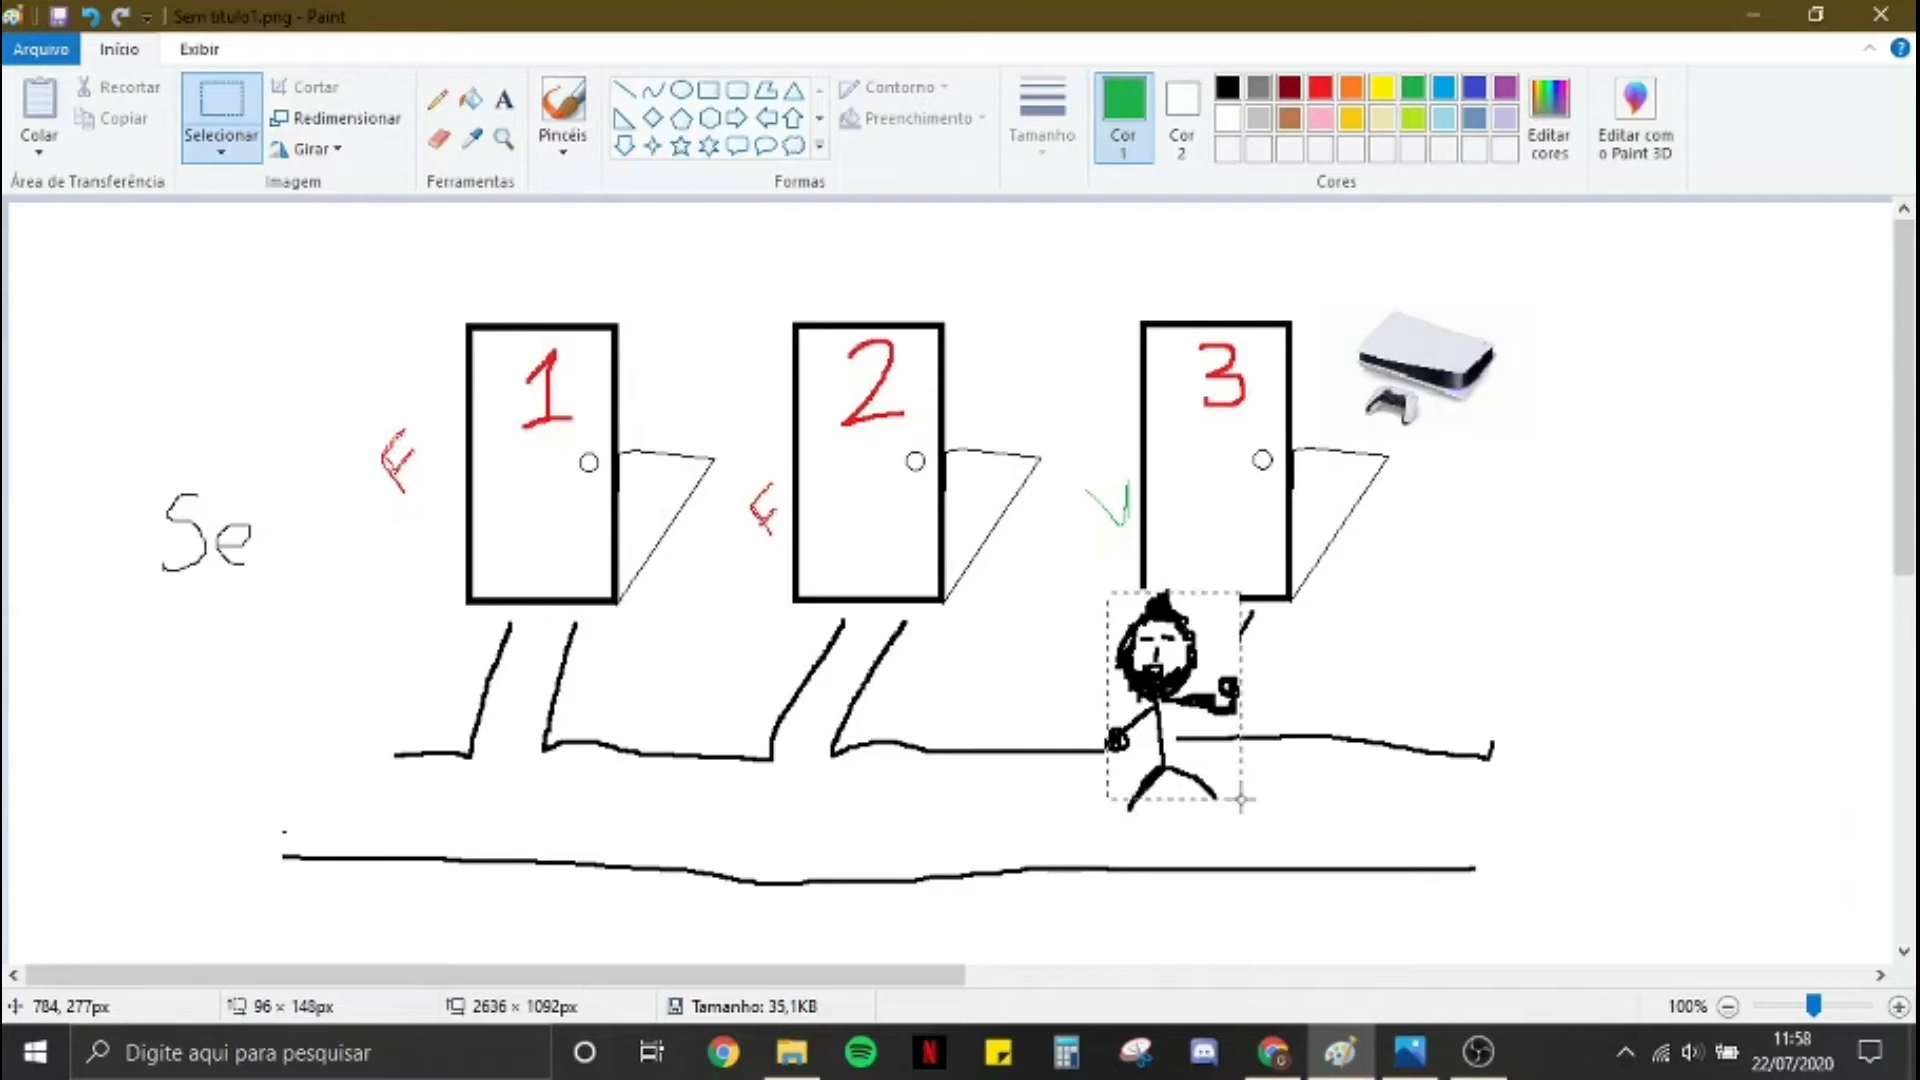 Sem título1.png - Paint
Arquivo
Início
Exibir
Colar
Recortar
Copiar
Área de Transferência
Selecionar
Cortar
Redimensionar
Girar
Imagem
A
Ferramentas
Pincéis
Formas
Contorno
Preenchimento
Tamanho
Cor
1
Cor
2
Editar
cores
Editar com
o Paint 3D
Cores
1
2
3
F
F
V
Se
784, 277px
96 × 148px
2636 × 1092px
Tamanho: 35,1KB
100%
Digite aqui para pesquisar
N
11:58
22/07/2020